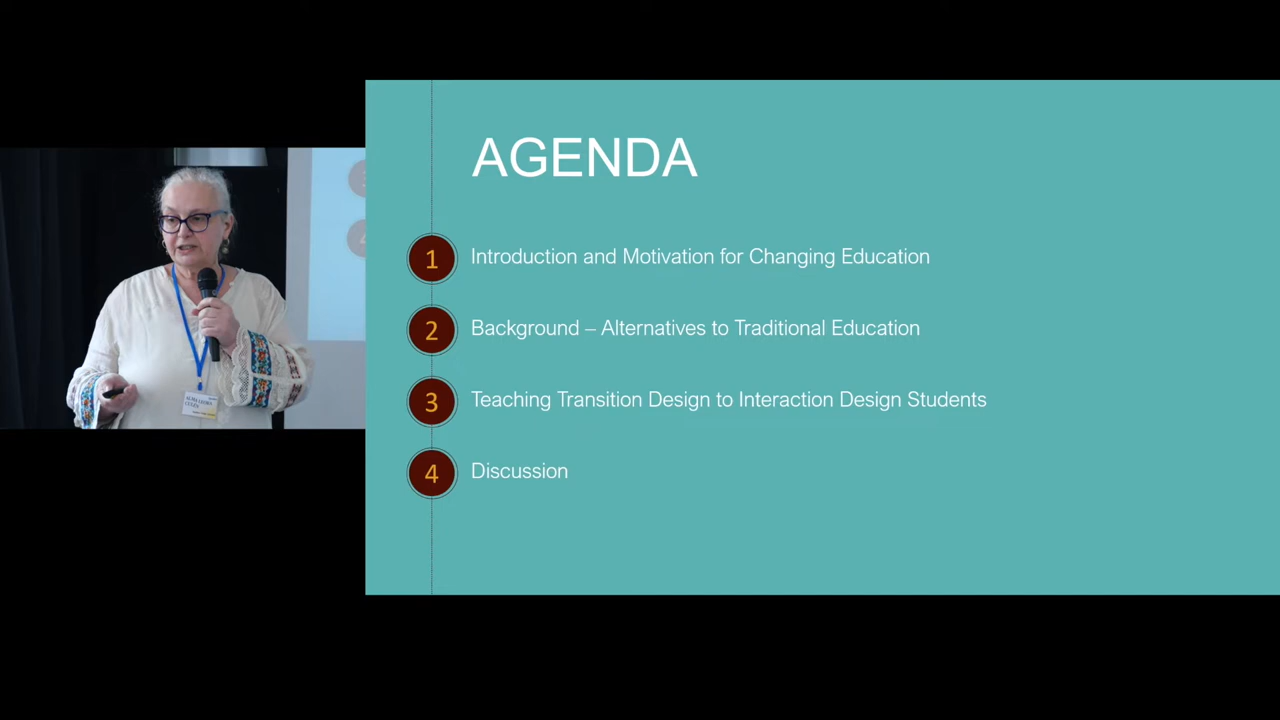 AGENDA
1 Introduction and Motivation for Changing Education
2 Background – Alternatives to Traditional Education
3 Teaching Transition Design to Interaction Design Students
4 Discussion